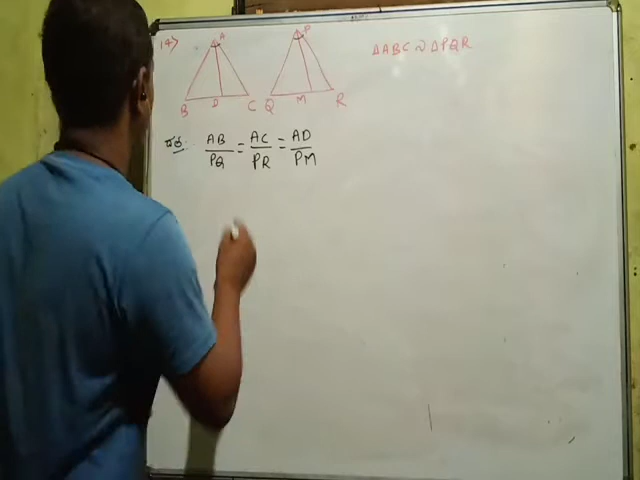 14)
A P ΔABC ~ ΔPQR
B D C Q M R
AB/PQ = AC/PR = AD/PM